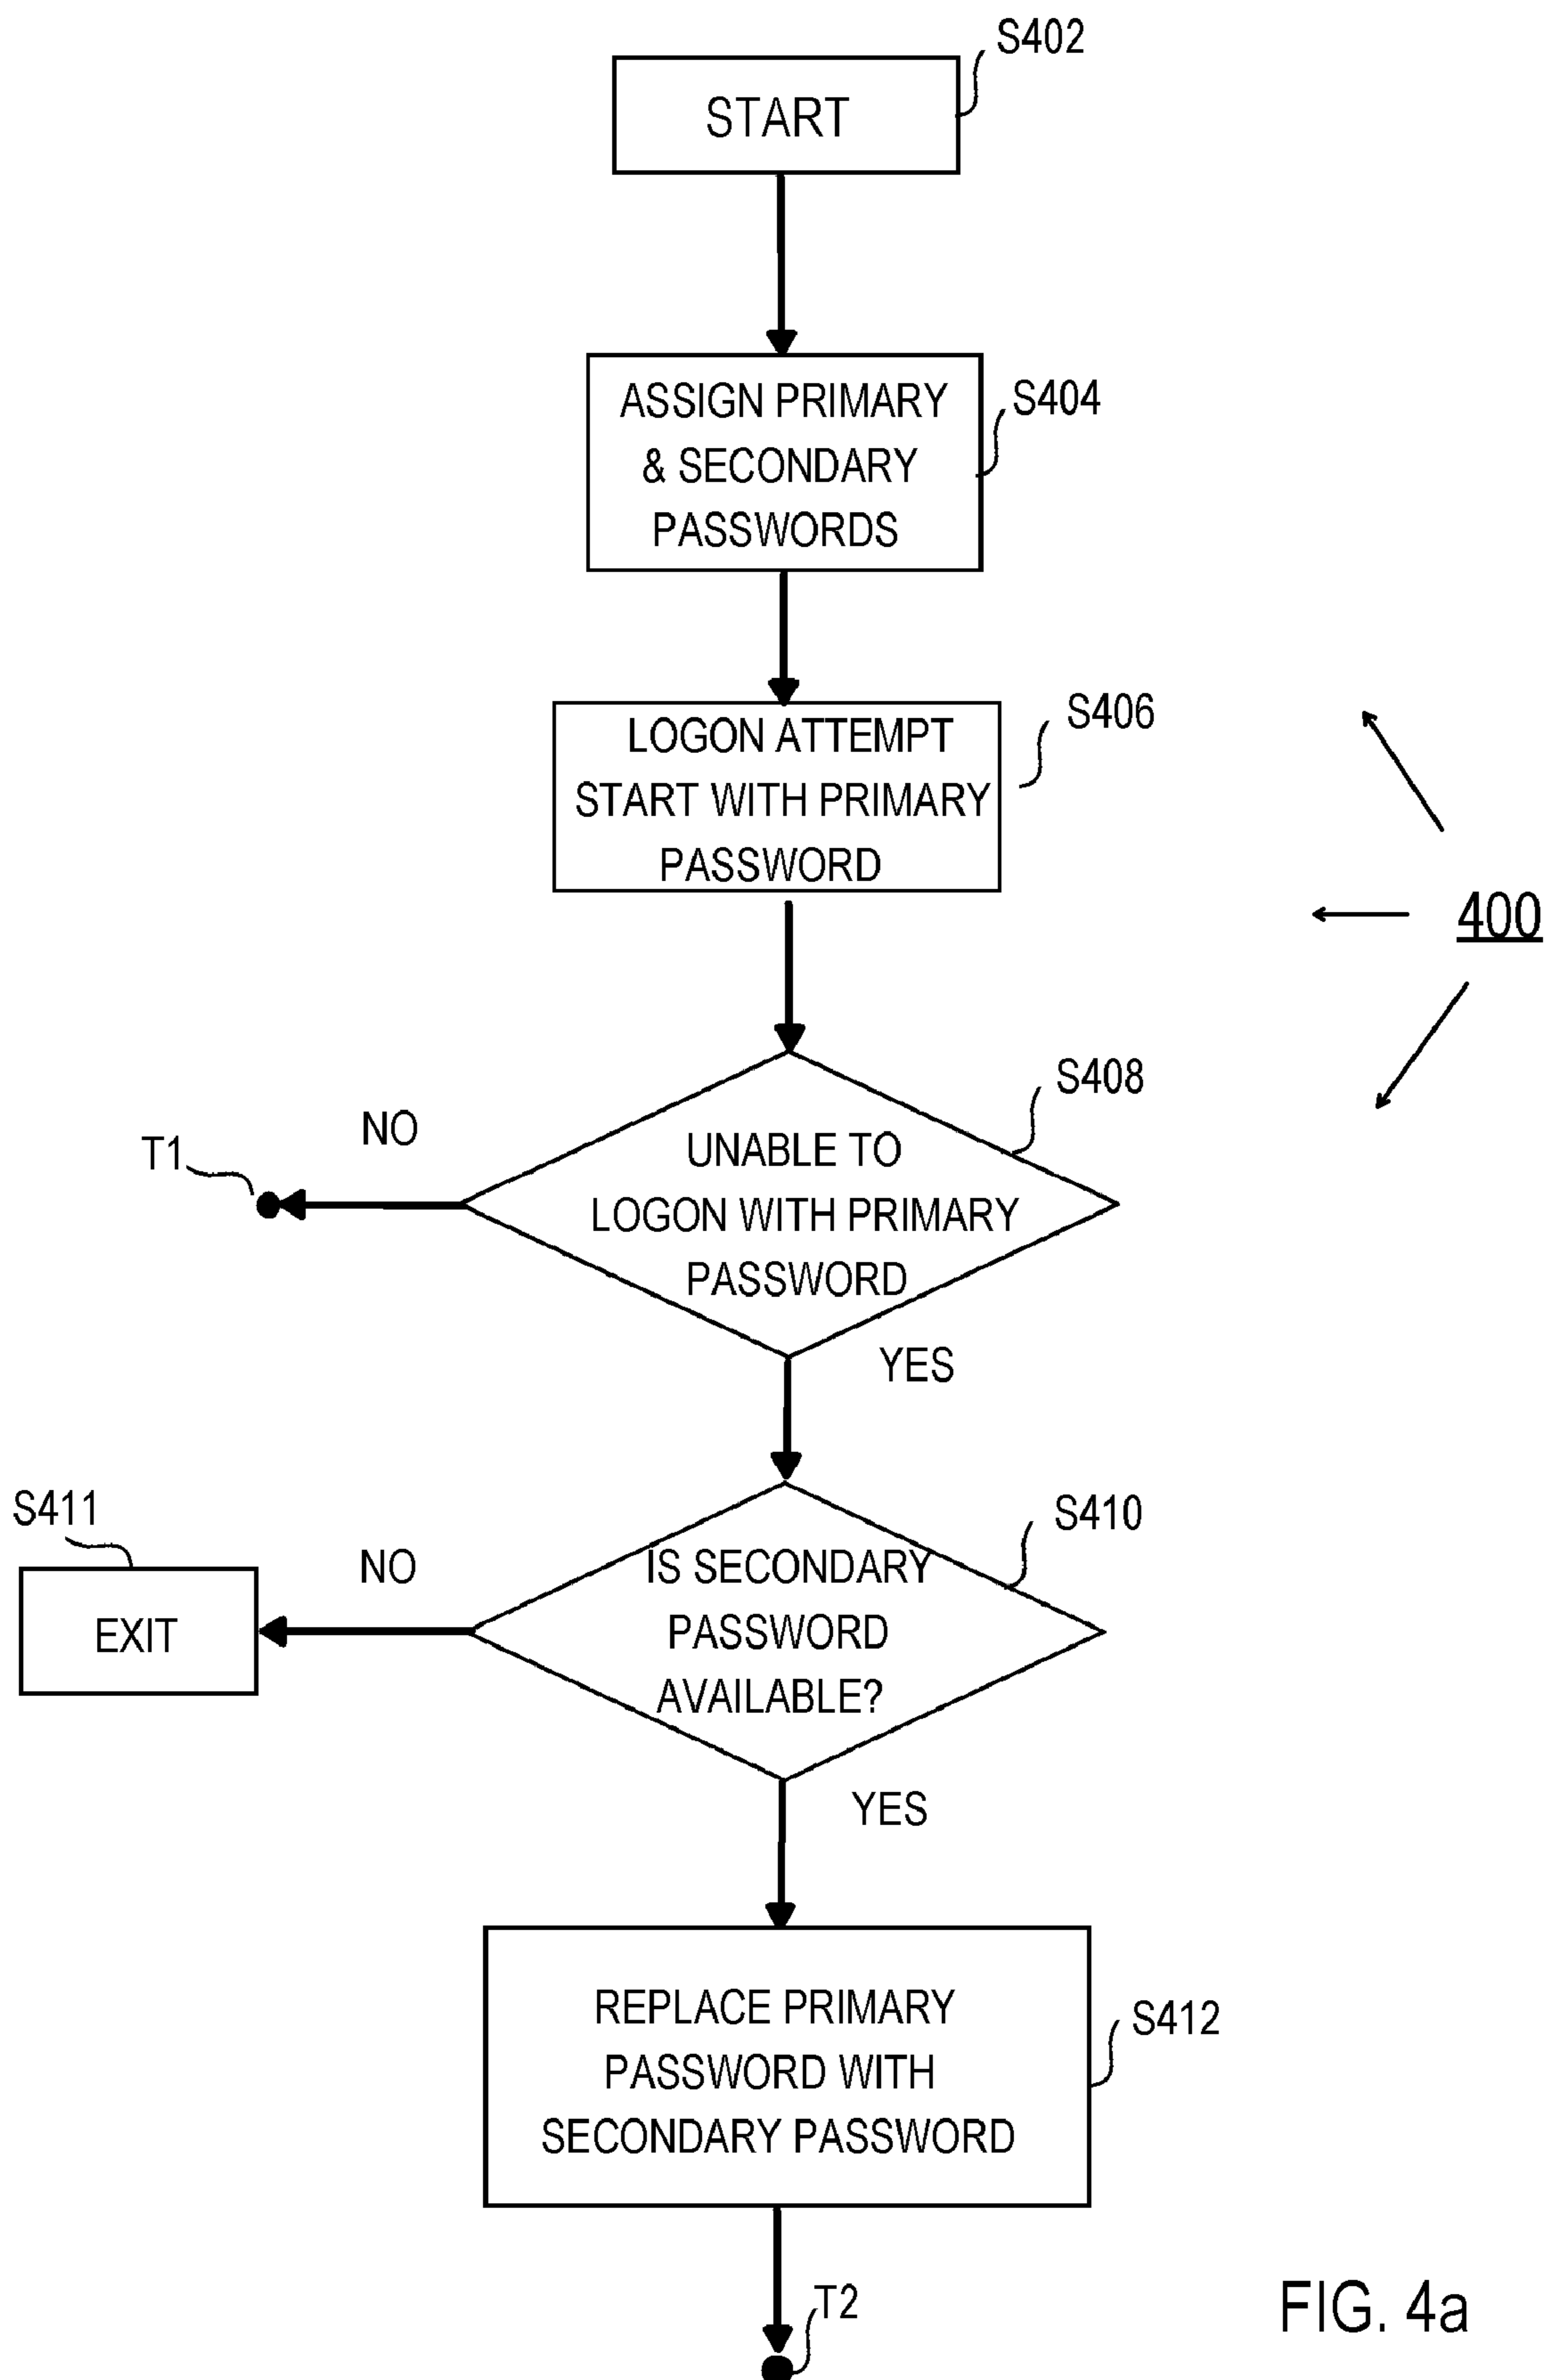 S402
START
ASSIGN PRIMARY
& SECONDARY
PASSWORDS
S404
LOGON ATTEMPT
START WITH PRIMARY
PASSWORD
S406
400
S408
NO
T1
UNABLE TO
LOGON WITH PRIMARY
PASSWORD
YES
S411
EXIT
NO
S410
IS SECONDARY
PASSWORD
AVAILABLE?
YES
REPLACE PRIMARY
PASSWORD WITH
SECONDARY PASSWORD
S412
T2
FIG. 4a